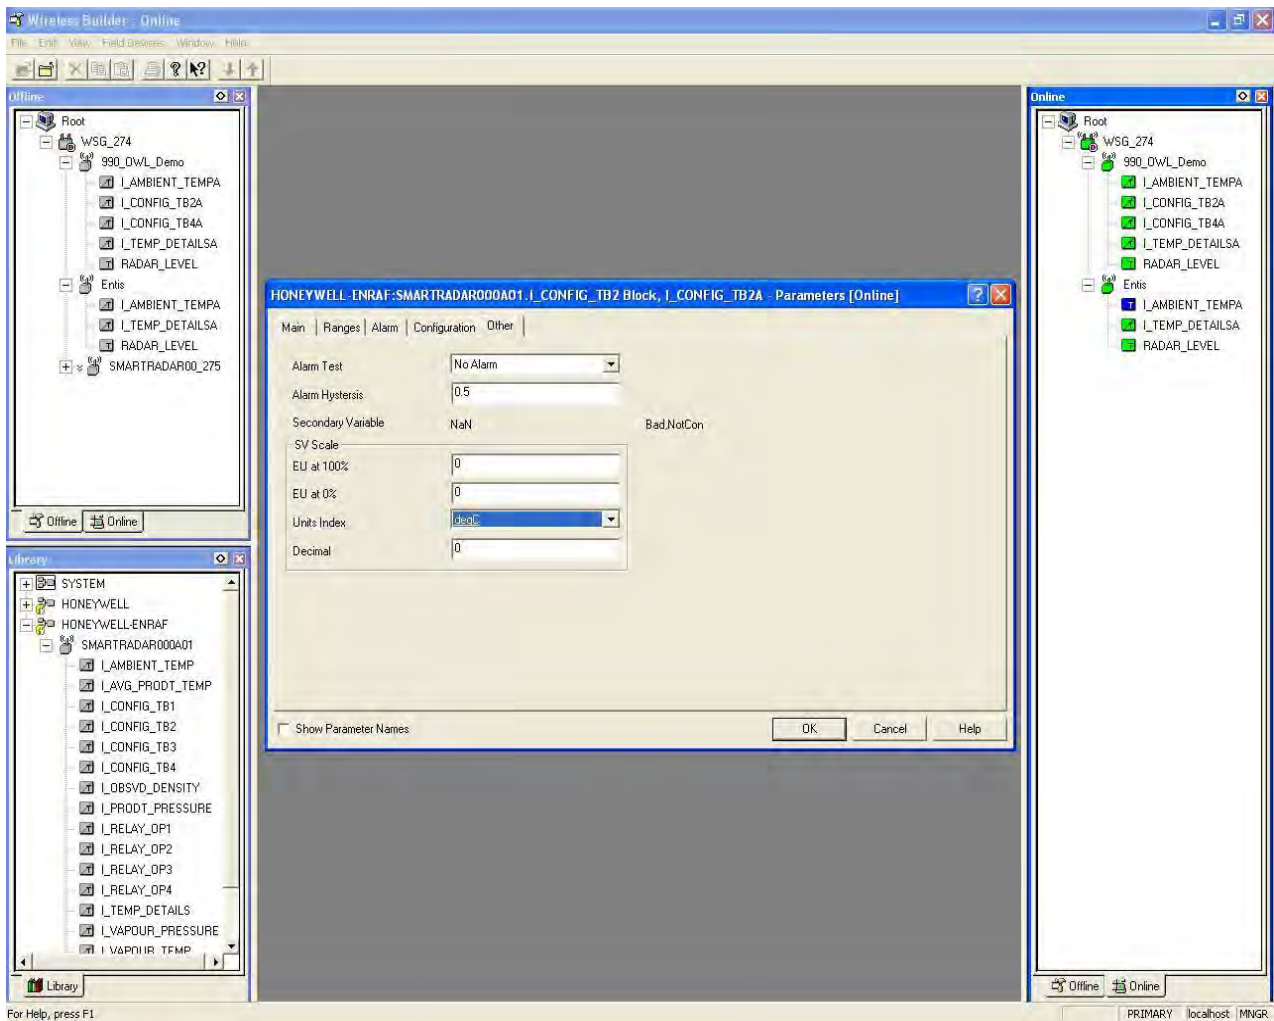 Wireless Builder - Online
File Edit View Field Devices Window Help
Offline
Root
WSG_274
990_OWL_Demo
I_AMBIENT_TEMPA
I_CONFIG_TB2A
I_CONFIG_TB4A
I_TEMP_DETAILSA
RADAR_LEVEL
Entis
I_AMBIENT_TEMPA
I_TEMP_DETAILSA
RADAR_LEVEL
SMARTRADAR00_275
Offline Online
Library
SYSTEM
HONEYWELL
HONEYWELL-ENRAF
SMARTRADAR000A01
I_AMBIENT_TEMP
I_AVG_PRODT_TEMP
I_CONFIG_TB1
I_CONFIG_TB2
I_CONFIG_TB3
I_CONFIG_TB4
I_OBSVD_DENSITY
I_PRODT_PRESSURE
I_RELAY_OP1
I_RELAY_OP2
I_RELAY_OP3
I_RELAY_OP4
I_TEMP_DETAILS
I_VAPOUR_PRESSURE
I_VAPOUR_TEMP
Library
HONEYWELL-ENRAF:SMARTRADAR000A01.I_CONFIG_TB2 Block, I_CONFIG_TB2A - Parameters [Online]
Main Ranges Alarm Configuration Other
Alarm Test No Alarm
Alarm Hystersis 0.5
Secondary Variable NaN Bad,NotCon
SV Scale
EU at 100% 0
EU at 0% 0
Units Index degC
Decimal 0
Show Parameter Names OK Cancel Help
Online
Root
WSG_274
990_OWL_Demo
I_AMBIENT_TEMPA
I_CONFIG_TB2A
I_CONFIG_TB4A
I_TEMP_DETAILSA
RADAR_LEVEL
Entis
I_AMBIENT_TEMPA
I_TEMP_DETAILSA
RADAR_LEVEL
Offline Online
For Help, press F1 PRIMARY localhost MNGR